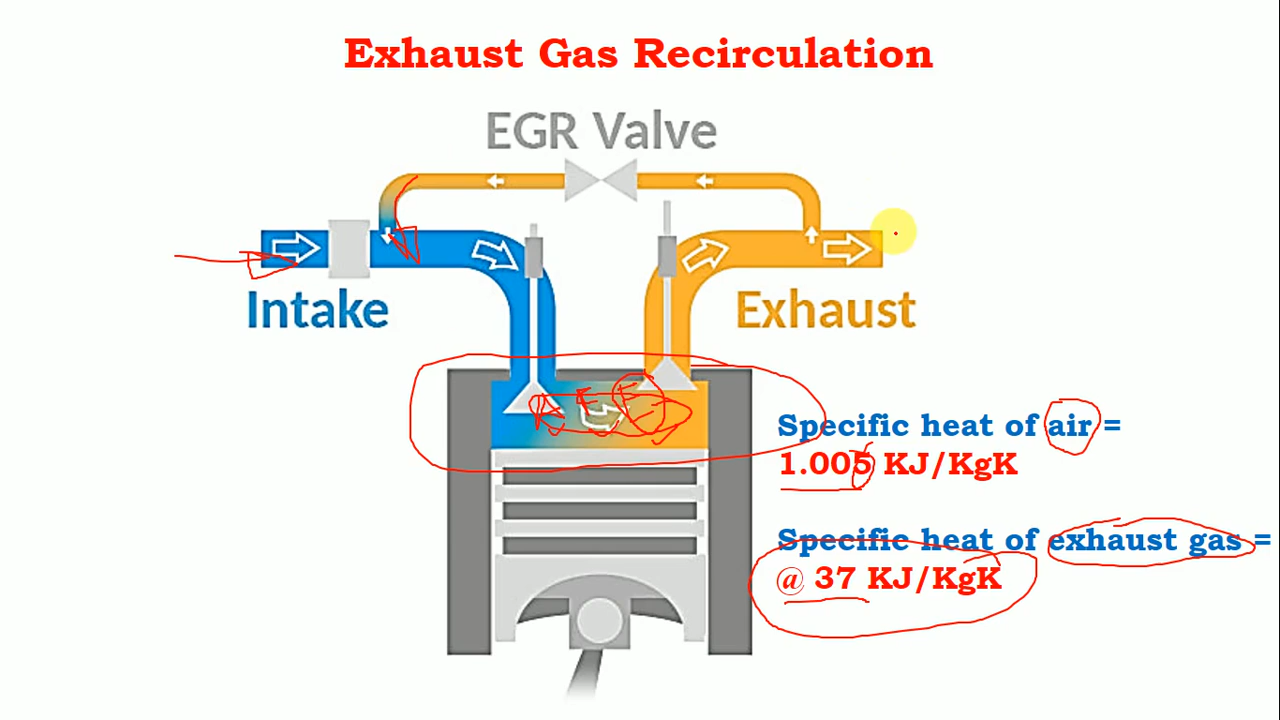 Exhaust Gas Recirculation
EGR Valve
Intake
Exhaust
Specific heat of air =
1.005 KJ/KgK
Specific heat of exhaust gas =
@ 37 KJ/KgK